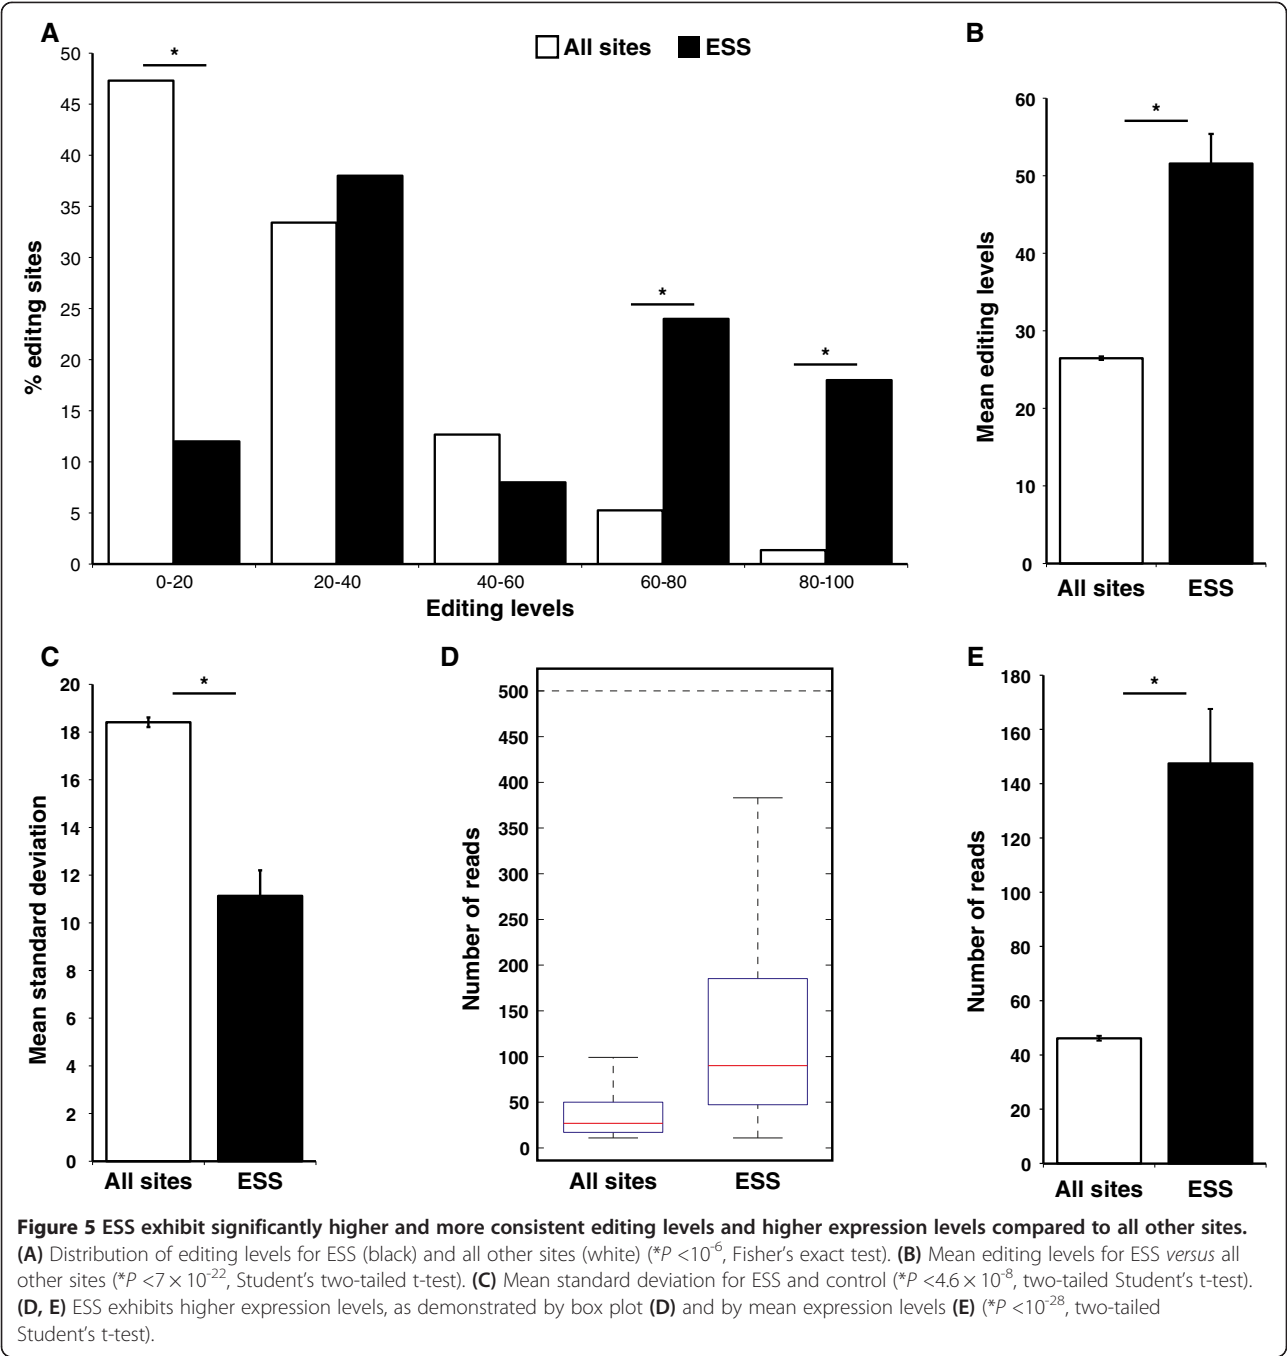 A
All sites ESS
*
*
*
50
45
40
35
30
25
20
15
10
5
0
% editng sites
0-20 20-40 40-60 60-80 80-100
Editing levels
B
*
60
50
40
30
20
10
0
Mean editing levels
All sites ESS
C
*
20
18
16
14
12
10
8
6
4
2
0
Mean standard deviation
All sites ESS
D
500
450
400
350
300
250
200
150
100
50
0
Number of reads
All sites ESS
E
*
180
160
140
120
100
80
60
40
20
0
Number of reads
All sites ESS
Figure 5 ESS exhibit significantly higher and more consistent editing levels and higher expression levels compared to all other sites.
(A) Distribution of editing levels for ESS (black) and all other sites (white) (*P <10⁻⁶, Fisher's exact test). (B) Mean editing levels for ESS versus all
other sites (*P <7 × 10⁻²², Student's two-tailed t-test). (C) Mean standard deviation for ESS and control (*P <4.6 × 10⁻⁸, two-tailed Student's t-test).
(D, E) ESS exhibits higher expression levels, as demonstrated by box plot (D) and by mean expression levels (E) (*P <10⁻²⁸, two-tailed
Student's t-test).